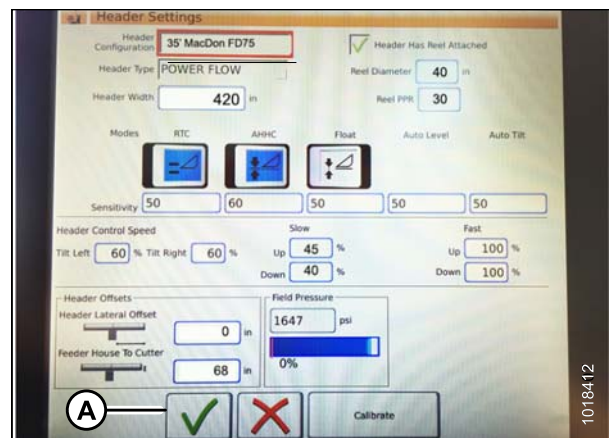 Header Settings
Header Configuration 35' MacDon FD75
Header Has Reel Attached
Header Type POWER FLOW
Reel Diameter 40 in
Header Width 420 in
Reel PPR 30
Modes RTC AHHC Float Auto Level Auto Tilt
Sensitivity 50 60 50 50 50
Header Control Speed Slow Fast
Tilt Left 60 % Tilt Right 60 % Up 45 % Up 100 %
Down 40 % Down 100 %
Header Offsets Field Pressure
Header Lateral Offset
0 in
1647 psi
Feeder House To Cutter
68 in
0%
A
Calibrate
1018412